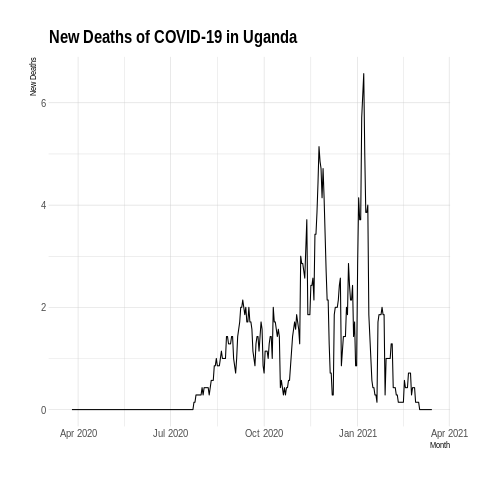 New Deaths of COVID-19 in Uganda
New Deaths
6
4
2
0
Apr 2020 Jul 2020 Oct 2020 Jan 2021 Apr 2021
Month